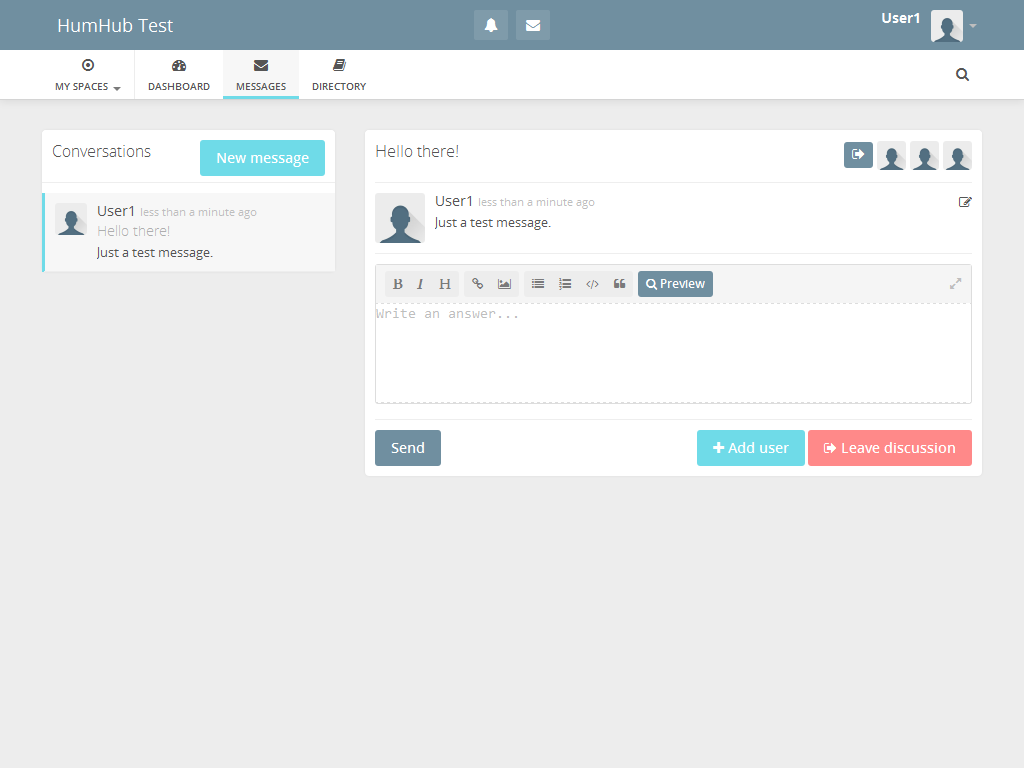 HumHub Test
User1
MY SPACES
DASHBOARD
MESSAGES
DIRECTORY
Conversations
New message
User1 less than a minute ago
Hello there!
Just a test message.
Hello there!
User1 less than a minute ago
Just a test message.
B I H
Preview
Write an answer...
Send
Add user
Leave discussion